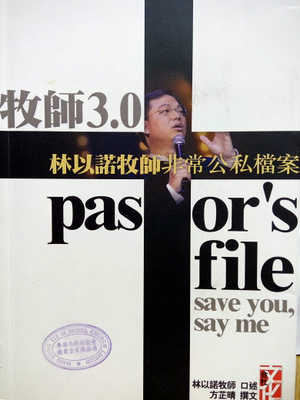 牧師3.0
林以諾牧師非常公私檔案
pastor's
file
save you,
say me
林以諾牧師 口述
方芷晴 撰文